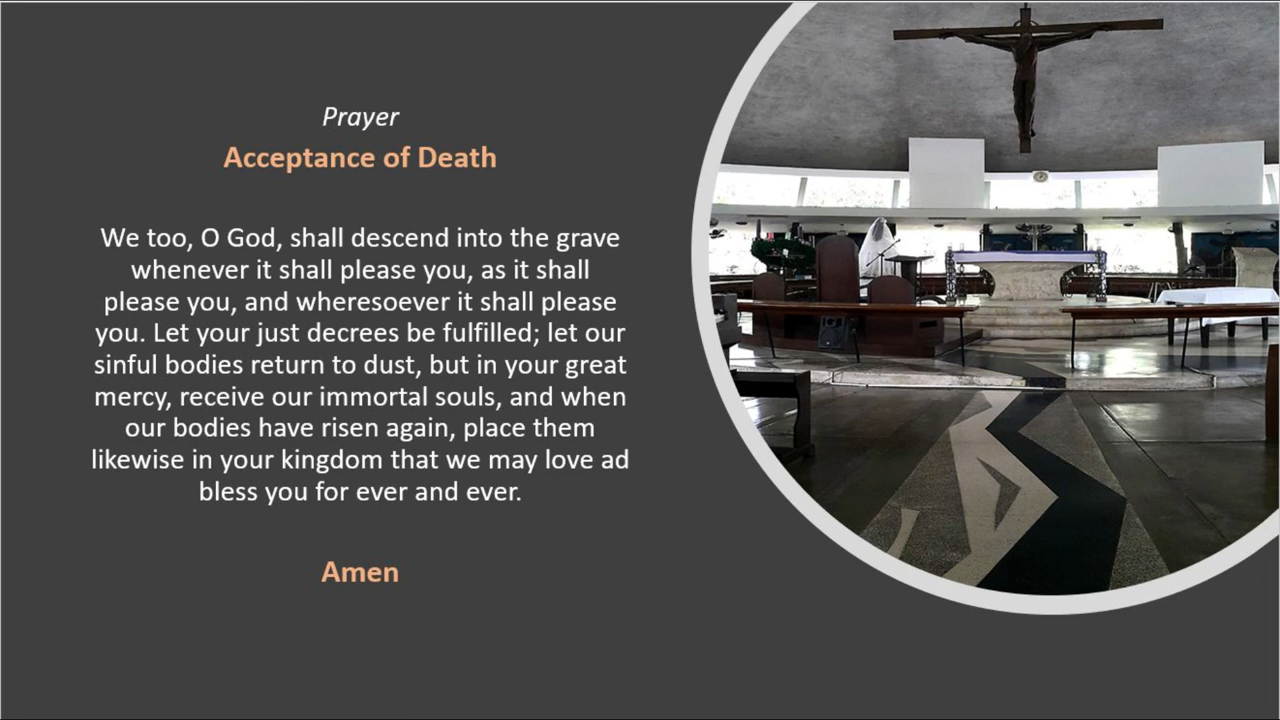 Prayer
Acceptance of Death
We too, O God, shall descend into the grave
whenever it shall please you, as it shall
please you, and wheresoever it shall please
you. Let your just decrees be fulfilled; let our
sinful bodies return to dust, but in your great
mercy, receive our immortal souls, and when
our bodies have risen again, place them
likewise in your kingdom that we may love ad
bless you for ever and ever.
Amen